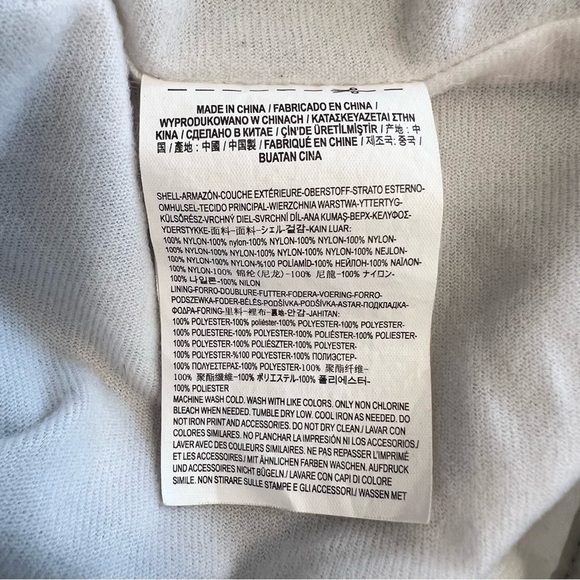 MADE IN CHINA / FABRICADO EN CHINA /
WYPRODUKOWANO W CHINACH / ΚΑΤΑΣΚΕΥΑΖΕΤΑΙ ΣΤΗΝ
ΚΙΝΑ / СДЕЛАНО В КИТАЕ / ÇİN'DE ÜRETİLMİŞTİR / 产地 : 中
国 / 產地 : 中國 / 中国製 / FABRIQUÉ EN CHINE / 제조국: 중국 /
BUATAN CINA
SHELL-ARMAZÓN-COUCHE EXTÉRIEURE-OBERSTOFF-STRATO ESTERNO-
OMHULSEL-TECIDO PRINCIPAL-WIERZCHNIA WARSTWA-YTTERTYG-
KÜLSŐRÉSZ-VRCHNÝ DIEL-SVRCHNÍ DÍL-ANA KUMAŞ-ВЕРХ-ΚΕΛΥΦΟΣ-
YDERSTYKKE-面料-面料-シェル-겉감-KAIN LUAR:
100% NYLON-100% nylon-100% NYLON-100% NYLON-100% NYLON-
100% NYLON-100% NYLON-100% NYLON-100% NYLON-100% NEJLON-
100% NYLON-100% NYLON-%100 POLİAMİD-100% НЕЙЛОН-100% ΝΑΪΛΟΝ-
100% NYLON-100% 锦纶 (尼龙)-100% 尼龍-100% ナイロン-
100% 나일론-100% NILON
LINING-FORRO-DOUBLURE-FUTTER-FODERA-VOERING-FORRO-
PODSZEWKA-FODER-BÉLÉS-PODŠÍVKA-PODŠÍVKA-ASTAR-ПОДКЛАДКА-
ΦΟΔΡΑ-FORING-里料-裡布-裏地-안감-JAHITAN:
100% POLYESTER-100% poliéster-100% POLYESTER-100% POLYESTER-
100% POLIESTERE-100% POLYESTER-100% POLIÉSTER-100% POLIESTER-
100% POLYESTER-100% POLIÉSZTER-100% POLYESTER-100%
POLYESTER-%100 POLYESTER-100% ПОЛИЭСТЕР-
100% ΠΟΛΥΕΣΤΕΡΑΣ-100% POLYESTER-100% 聚酯纤维-
100% 聚酯纖維-100% ポリエステル-100% 폴리에스터-
100% POLIESTER
MACHINE WASH COLD. WASH WITH LIKE COLORS. ONLY NON CHLORINE
BLEACH WHEN NEEDED. TUMBLE DRY LOW. COOL IRON AS NEEDED. DO
NOT IRON PRINT AND ACCESSORIES. DO NOT DRY CLEAN / LAVAR CON
COLORES SIMILARES. NO PLANCHAR LA IMPRESIÓN NI LOS ACCESORIOS./
LAVER AVEC DES COULEURS SIMILAIRES. NE PAS REPASSER L'IMPRIMÉ
ET LES ACCESSOIRES./ MIT ÄHNLICHEN FARBEN WASCHEN. AUFDRUCK
UND ACCESSOIRES NICHT BÜGELN./ LAVARE CON CAPI DI COLORE
SIMILE. NON STIRARE SULLE STAMPE E GLI ACCESSORI./ WASSEN MET